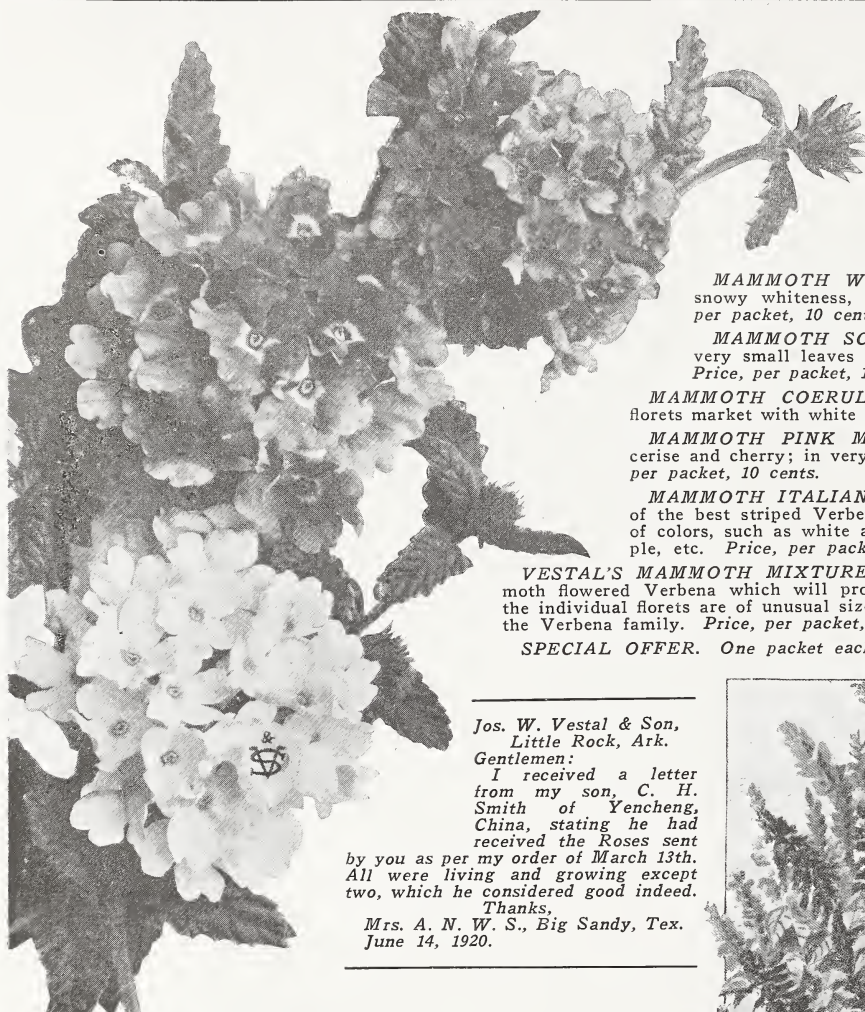 MAMMOTH W
snowy whiteness,
per packet, 10 cent
MAMMOTH SC
very small leaves
Price, per packet, 1
MAMMOTH COERUL
florets market with white
MAMMOTH PINK M
cerise and cherry; in very
per packet, 10 cents.
MAMMOTH ITALIAN
of the best striped Verbe
of colors, such as white a
ple, etc. Price, per pack
VESTAL'S MAMMOTH MIXTURE
moth flowered Verbena which will pro
the individual florets are of unusual siz
the Verbena family. Price, per packet,
SPECIAL OFFER. One packet eac
Jos. W. Vestal & Son,
Little Rock, Ark.
Gentlemen:
I received a letter
from my son, C. H.
Smith of Yencheng,
China, stating he had
received the Roses sent
by you as per my order of March 13th.
All were living and growing except
two, which he considered good indeed.
Thanks,
Mrs. A. N. W. S., Big Sandy, Tex.
June 14, 1920.